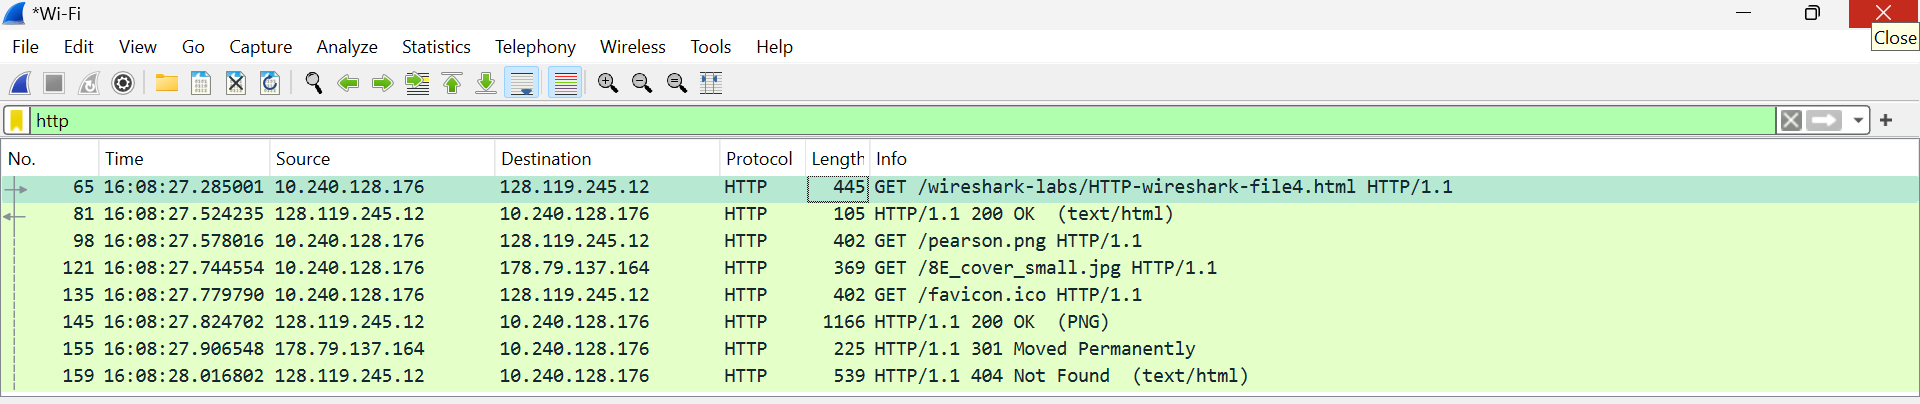 *Wi-Fi
Close
File Edit View Go Capture Analyze Statistics Telephony Wireless Tools Help
http
No. Time Source Destination Protocol Length Info
65 16:08:27.285001 10.240.128.176 128.119.245.12 HTTP 445 GET /wireshark-labs/HTTP-wireshark-file4.html HTTP/1.1
81 16:08:27.524235 128.119.245.12 10.240.128.176 HTTP 105 HTTP/1.1 200 OK (text/html)
98 16:08:27.578016 10.240.128.176 128.119.245.12 HTTP 402 GET /pearson.png HTTP/1.1
121 16:08:27.744554 10.240.128.176 178.79.137.164 HTTP 369 GET /8E_cover_small.jpg HTTP/1.1
135 16:08:27.779790 10.240.128.176 128.119.245.12 HTTP 402 GET /favicon.ico HTTP/1.1
145 16:08:27.824702 128.119.245.12 10.240.128.176 HTTP 1166 HTTP/1.1 200 OK (PNG)
155 16:08:27.906548 178.79.137.164 10.240.128.176 HTTP 225 HTTP/1.1 301 Moved Permanently
159 16:08:28.016802 128.119.245.12 10.240.128.176 HTTP 539 HTTP/1.1 404 Not Found (text/html)